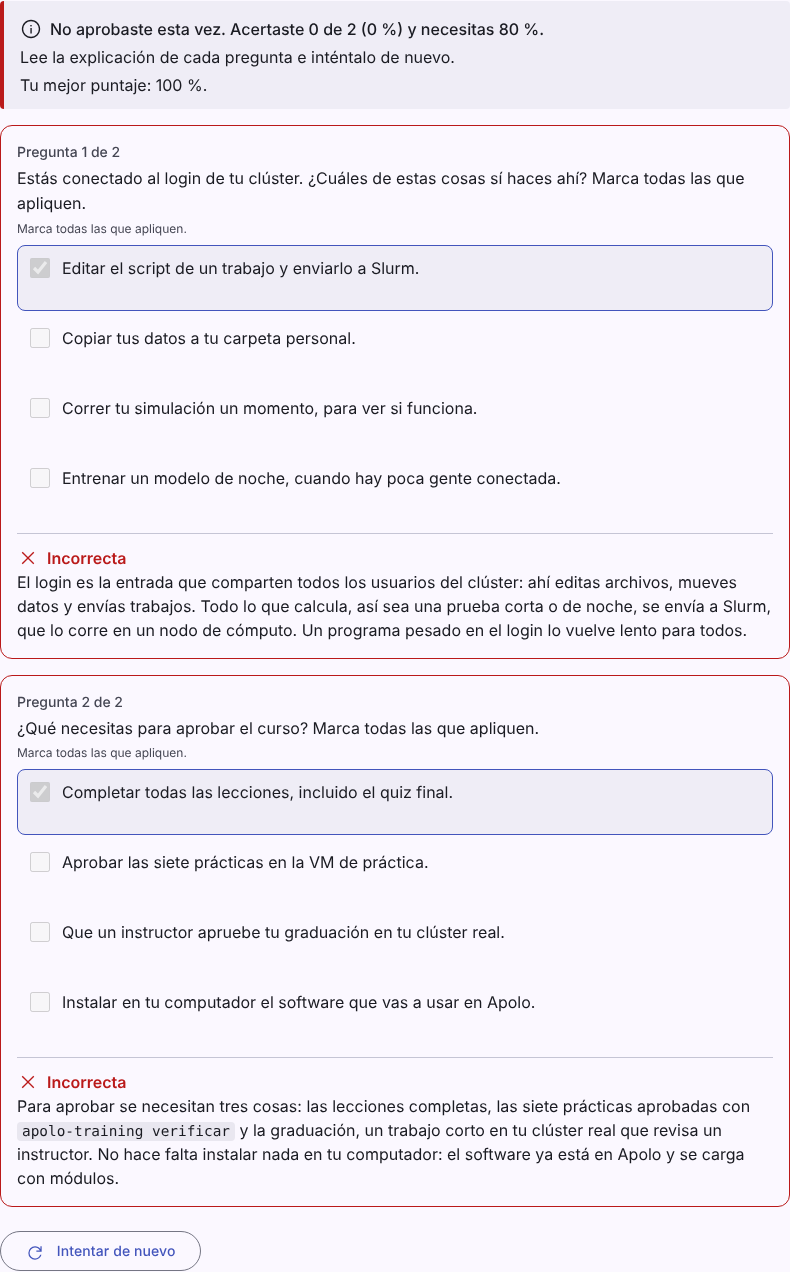 No aprobaste esta vez. Acertaste 0 de 2 (0 %) y necesitas 80 %.
Lee la explicación de cada pregunta e inténtalo de nuevo.
Tu mejor puntaje: 100 %.
Pregunta 1 de 2
Estás conectado al login de tu clúster. ¿Cuáles de estas cosas sí haces ahí? Marca todas las que
apliquen.
Marca todas las que apliquen.
Editar el script de un trabajo y enviarlo a Slurm.
Copiar tus datos a tu carpeta personal.
Correr tu simulación un momento, para ver si funciona.
Entrenar un modelo de noche, cuando hay poca gente conectada.
Incorrecta
El login es la entrada que comparten todos los usuarios del clúster: ahí editas archivos, mueves
datos y envías trabajos. Todo lo que calcula, así sea una prueba corta o de noche, se envía a Slurm,
que lo corre en un nodo de cómputo. Un programa pesado en el login lo vuelve lento para todos.
Pregunta 2 de 2
¿Qué necesitas para aprobar el curso? Marca todas las que apliquen.
Marca todas las que apliquen.
Completar todas las lecciones, incluido el quiz final.
Aprobar las siete prácticas en la VM de práctica.
Que un instructor apruebe tu graduación en tu clúster real.
Instalar en tu computador el software que vas a usar en Apolo.
Incorrecta
Para aprobar se necesitan tres cosas: las lecciones completas, las siete prácticas aprobadas con
apolo-training verificar y la graduación, un trabajo corto en tu clúster real que revisa un
instructor. No hace falta instalar nada en tu computador: el software ya está en Apolo y se carga
con módulos.
Intentar de nuevo